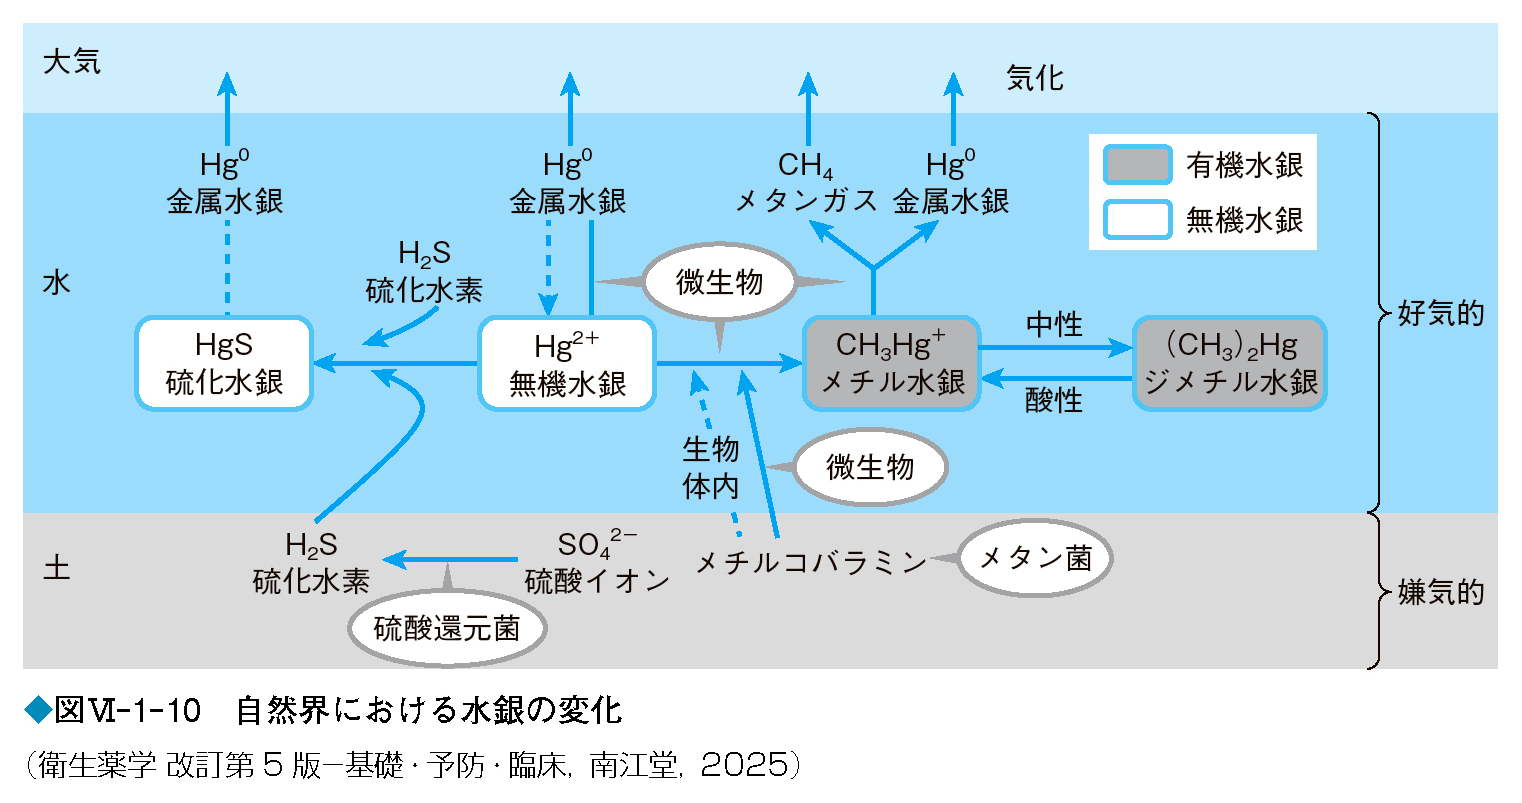 大気
気化
Hg⁰
金属水銀
Hg⁰
金属水銀
CH₄
メタンガス
Hg⁰
金属水銀
有機水銀
無機水銀
水
H₂S
硫化水素
微生物
好気的
HgS
硫化水銀
Hg²⁺
無機水銀
CH₃Hg⁺
メチル水銀
中性
酸性
(CH₃)₂Hg
ジメチル水銀
生物
体内
微生物
土
H₂S
硫化水素
SO₄²⁻
硫酸イオン
メチルコバラミン
メタン菌
嫌気的
硫酸還元菌
◆図Ⅵ-1-10 自然界における水銀の変化
(衛生薬学 改訂第5版−基礎・予防・臨床, 南江堂, 2025)